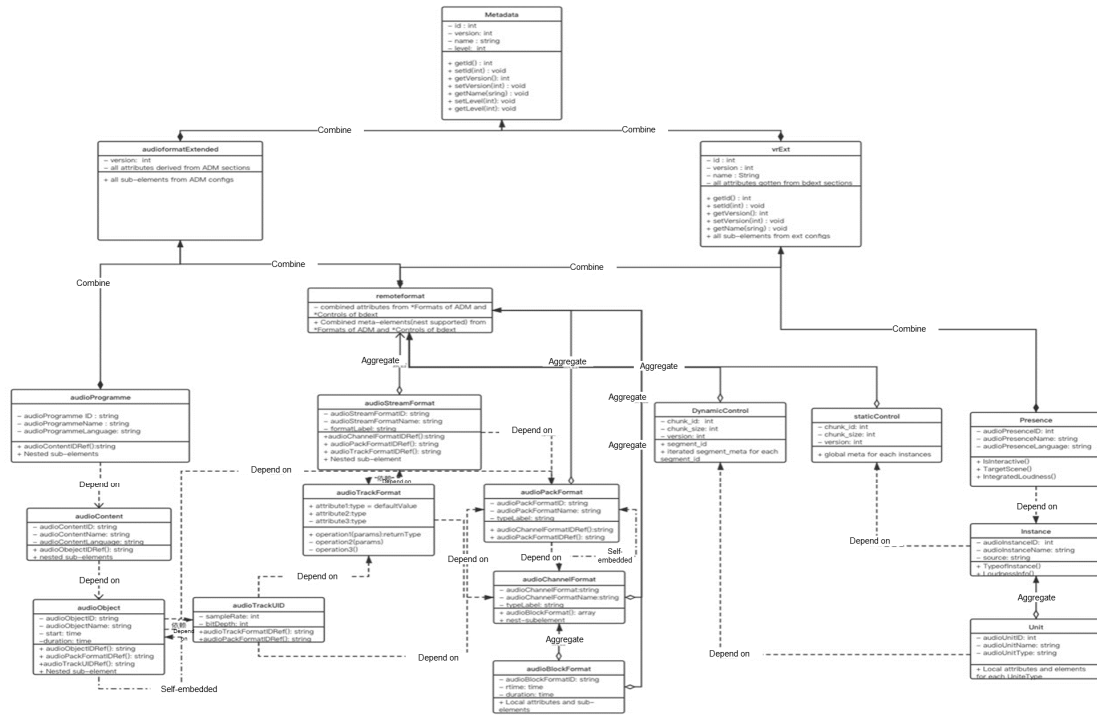 Metadata
– id : int
– version: int
– name : string
– level: int
+ getId() : int
+ setId(int) : void
+ getVersion(): int
+ setVersion(int) : void
+ getName(sring) : void
+ setLevel(int): void
+ getLevel(int): void
Combine
Combine
audioformatExtended
– version: int
– all attributes derived from ADM sections
+ all sub-elements from ADM configs
vrExt
– id : int
– version : int
– name : String
– all attributes gotten from bdext sections
+ getId() : int
+ setId(int) : void
+ getVersion(): int
+ setVersion(int) : void
+ getName(sring) : void
+ all sub-elements from ext configs
Combine
Combine
Combine
Combine
remoteformat
– combined attributes from *Formats of ADM and
*Controls of bdext
+ Combined meta-elements(nest supported) from
*Formats of ADM and *Controls of bdext
Aggregate
Aggregate
Aggregate
Aggregate
Aggregate
audioProgramme
– audioProgramme ID : string
– audioProgrammeName : string
– audioProgrammeLanguage: string
+ audioContentIDRef():string
+ Nested sub-elements
audioStreamFormat
– audioStreamFormatID: string
– audioStreamFormatName: string
– formatLabel: string
+audioChannelFormatIDRef():string
+ audioPackFormatIDRef(): string
+ audioTrackFormatIDRef(): string
+ Nested sub-element
DynamicControl
– chunk_id: int
– chunk_size: int
– version: int
+ segment_id
+ iterated segment_meta for each
segment_id
staticControl
– chunk_id: int
– chunk_size: int
– version: int
+ global meta for each instances
Presence
– audioPresenceID: int
– audioPresenceName: string
– audioPresenceLanguage: string
+ IsInteractive()
+ TargetScene()
+ IntegratedLoudness()
Depend on
Depend on
Depend on
Depend on
Depend on
Depend on
audioTrackFormat
+ attribute1:type = defaultValue
+ attribute2:type
– attribute3:type
+ operation1(params):returnType
– operation2(params)
– operation3()
audioPackFormat
– audioPackFormatID: string
– audioPackFormatName: string
– typeLabel: string
+ audioChannelFormatIDRef():string
+ audioPackFormatIDRef(): string
audioContent
– audioContentID: string
– audioContentName: string
– audioContentLanguage: string
+ audioObejectIDRef(): string
+ nested sub-elements
Instance
– audioInstanceID: int
– audioInstanceName: string
– source: string
+ TypeofInstance()
+ LoudnessInfo()
Depend on
Self-
embedded
Depend on
Depend on
Depend on
Depend on
audioChannelFormat
– audioChannelFormat:string
– audioChannelFormatName:string
– typeLabel: string
+ audioBlockFormat(): array
+ nest-subelement
Aggregate
audioObject
– audioObjectID: string
– audioObjectName: string
– start: time
–duration: time
+ audioObjectIDRef(): string
+ audioPackFormatIDRef(): string
+audioTrackUIDRef(): string
+ Nested sub-element
依赖
Depend
on
audioTrackUID
– sampleRate: int
– bitDepth: int
+audioTrackFormatIDRef(): string
+audioPackFormatIDRef(): string
Unit
– audioUnitID: int
– audioUnitName: string
– audioUnitType: string
+ Local attributes and elements
for each UniteType
Aggregate
Depend on
Depend on
Self-embedded
audioBlockFormat
– audioBlockFormatID: string
– rtime: time
– duration: time
+ Local attributes and sub-
elements